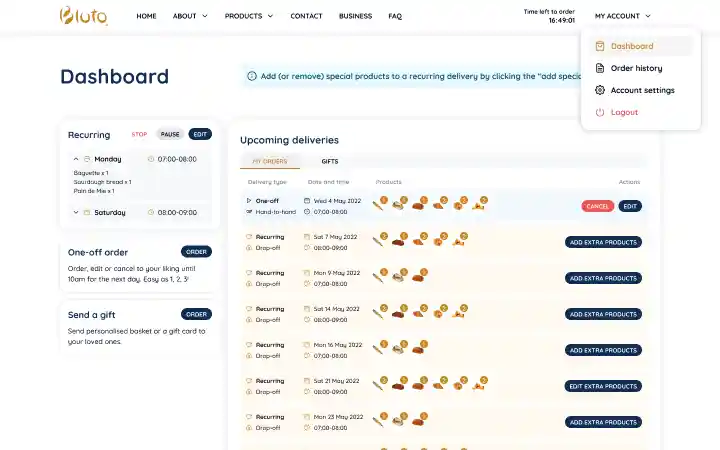 Bluto
HOME
ABOUT
PRODUCTS
CONTACT
BUSINESS
FAQ
Time left to order
16:49:01
MY ACCOUNT
Dashboard
Order history
Account settings
Logout
Dashboard
Add (or remove) special products to a recurring delivery by clicking the "add speci
Recurring
STOP
PAUSE
EDIT
Monday
07:00-08:00
Baguette x 1
Sourdough bread x 1
Pain de Mie x 1
Saturday
08:00-09:00
One-off order
ORDER
Order, edit or cancel to your liking until
10am for the next day. Easy as 1, 2, 3!
Send a gift
ORDER
Send personalised basket or a gift card to
your loved ones.
Upcoming deliveries
MY ORDERS
GIFTS
Delivery type
Date and time
Products
Actions
One-off
Wed 4 May 2022
CANCEL
EDIT
Hand-to-hand
07:00-08:00
Recurring
Sat 7 May 2022
ADD EXTRA PRODUCTS
Drop-off
08:00-09:00
Recurring
Mon 9 May 2022
ADD EXTRA PRODUCTS
Drop-off
07:00-08:00
Recurring
Sat 14 May 2022
ADD EXTRA PRODUCTS
Drop-off
08:00-09:00
Recurring
Mon 16 May 2022
ADD EXTRA PRODUCTS
Drop-off
07:00-08:00
Recurring
Sat 21 May 2022
EDIT EXTRA PRODUCTS
Drop-off
08:00-09:00
Recurring
Mon 23 May 2022
ADD EXTRA PRODUCTS
Drop-off
07:00-08:00